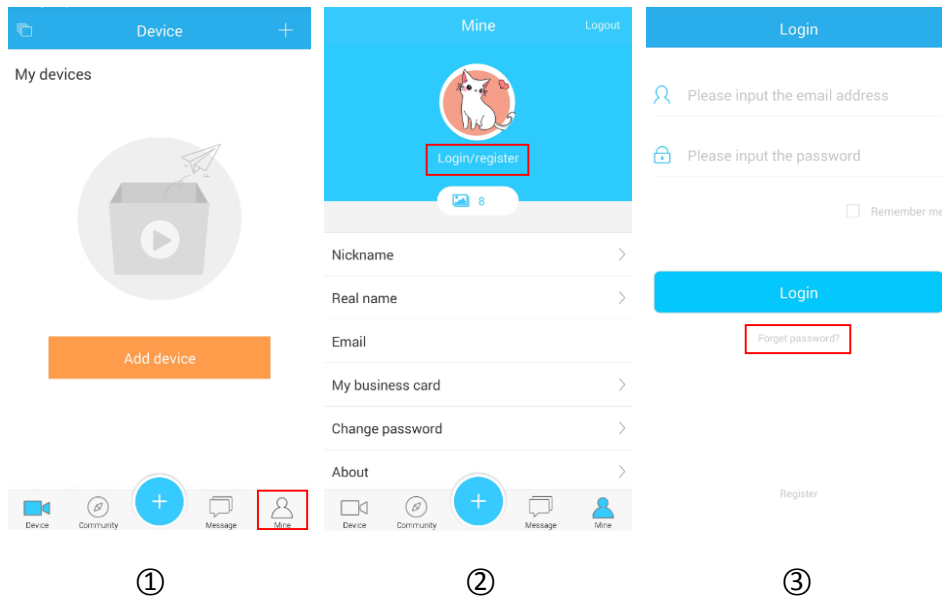 Device
My devices
Add device
Device Community Message Mine
①
Mine
Logout
Login/register
8
Nickname
Real name
Email
My business card
Change password
About
Device Community Message Mine
②
Login
Please input the email address
Please input the password
Remember me
Login
Forget password?
Register
③